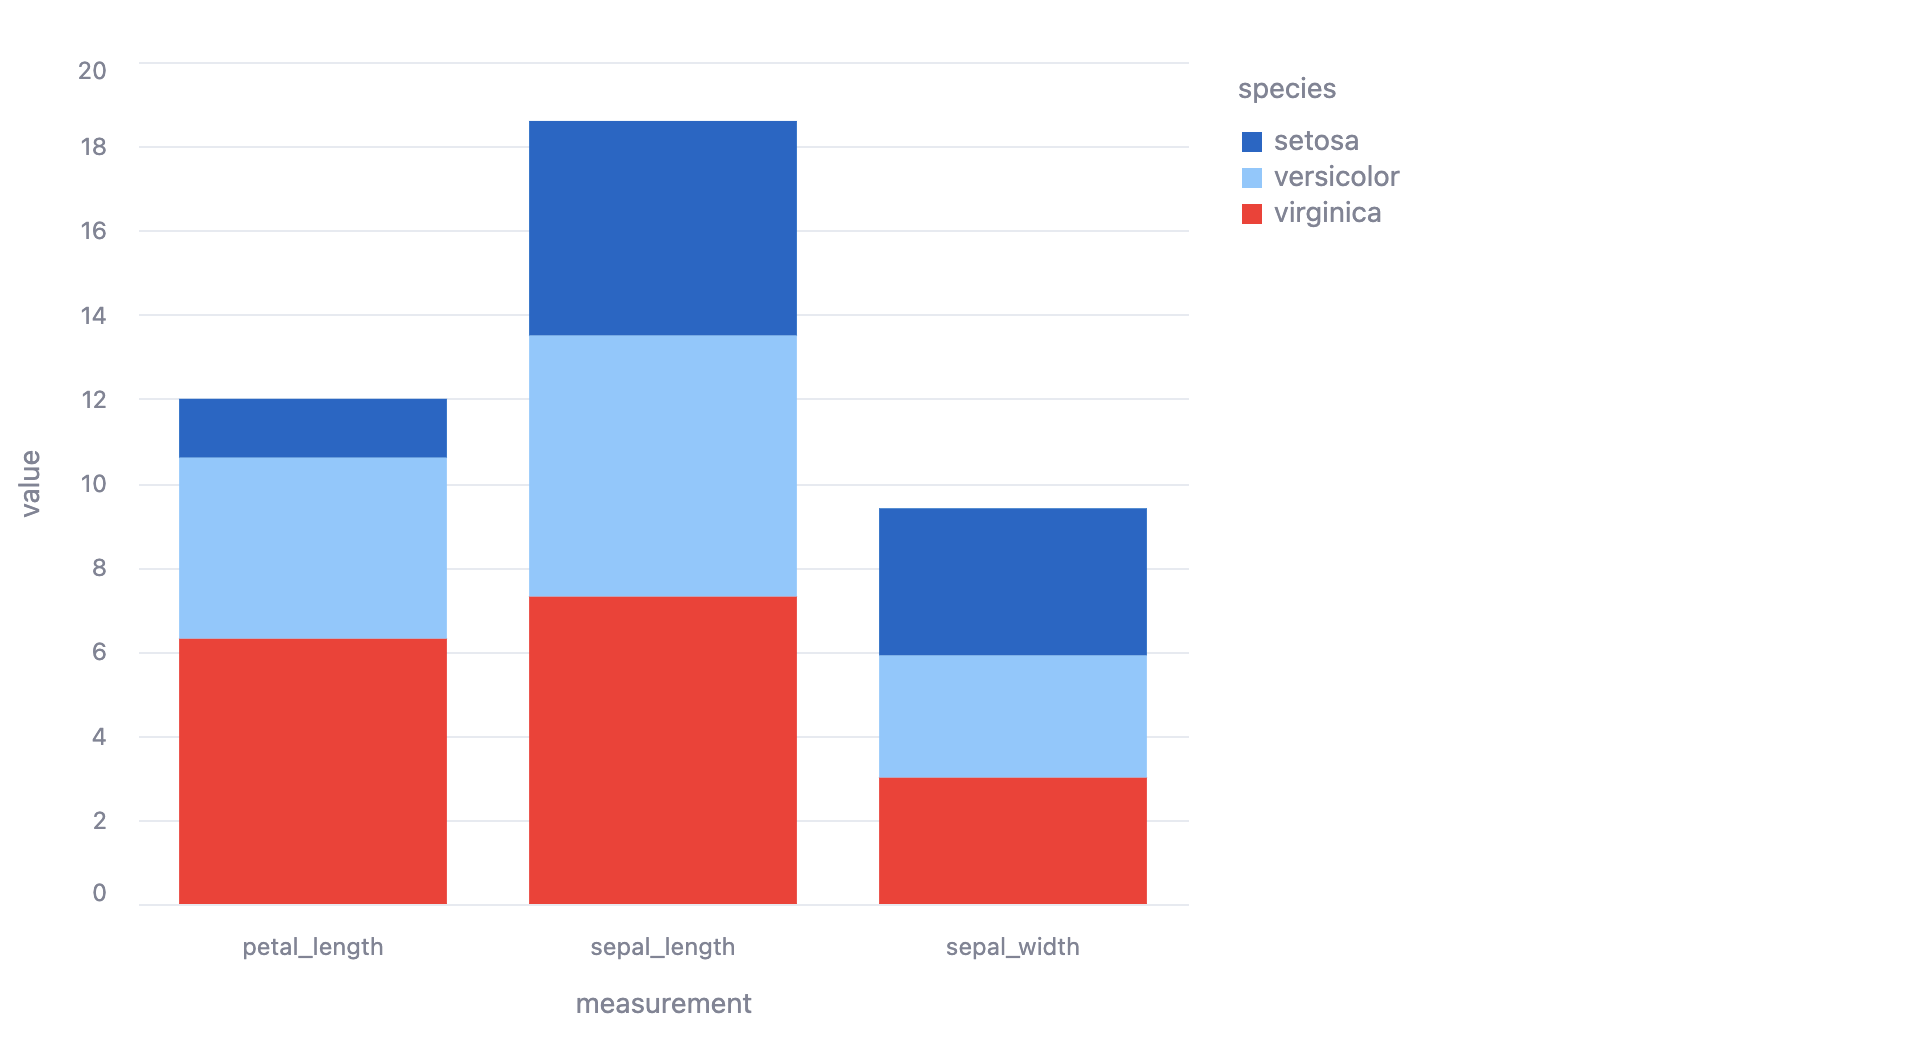 20
18
16
14
12
10
8
6
4
2
0
value
petal_length
sepal_length
sepal_width
measurement
species
setosa
versicolor
virginica